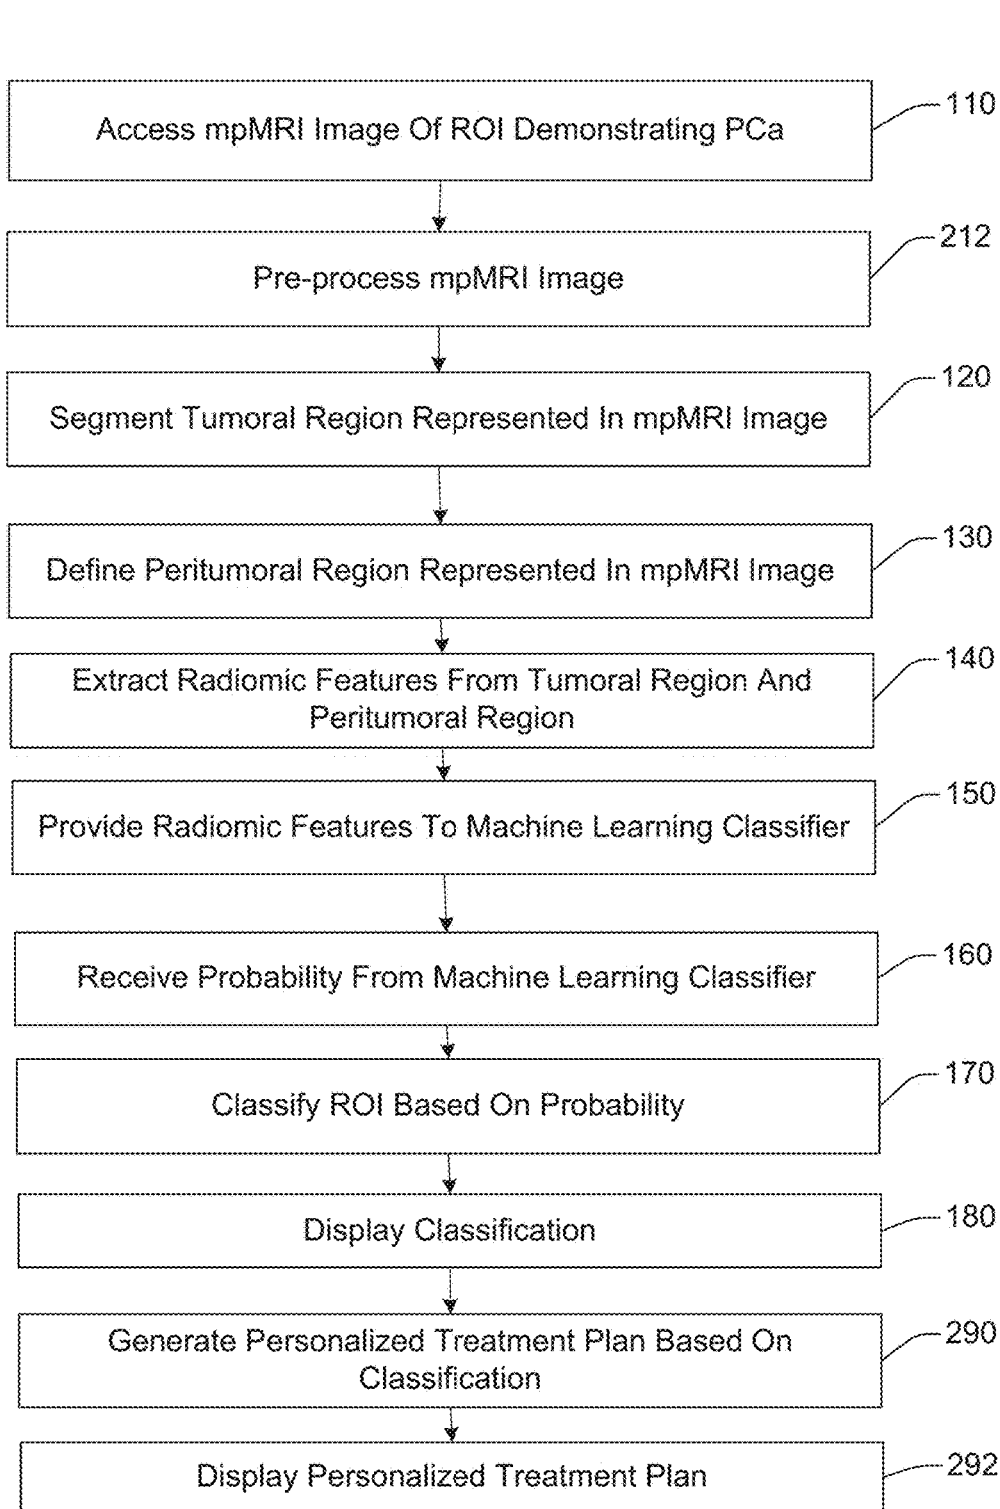 Access mpMRI Image Of ROI Demonstrating PCa
110
Pre-process mpMRI Image
212
Segment Tumoral Region Represented In mpMRI Image
120
Define Peritumoral Region Represented In mpMRI Image
130
Extract Radiomic Features From Tumoral Region And
Peritumoral Region
140
Provide Radiomic Features To Machine Learning Classifier
150
Receive Probability From Machine Learning Classifier
160
Classify ROI Based On Probability
170
Display Classification
180
Generate Personalized Treatment Plan Based On
Classification
290
Display Personalized Treatment Plan
292